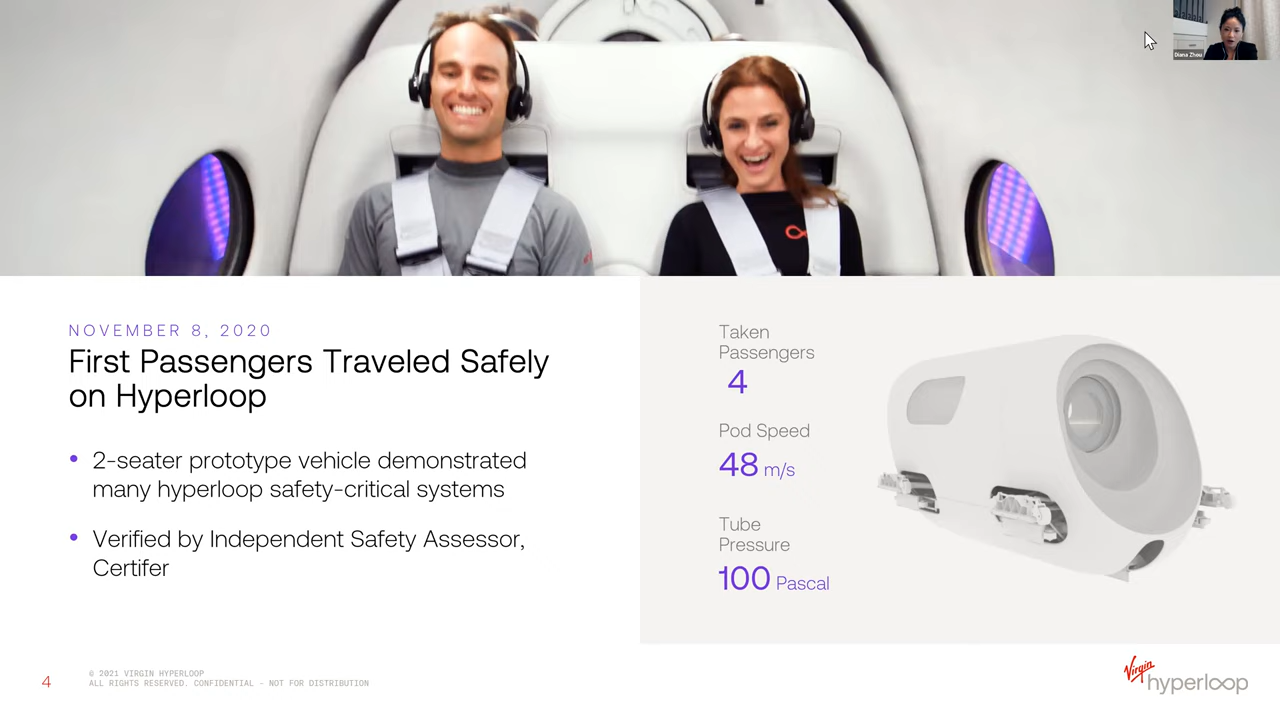 Diana Zhou
NOVEMBER 8, 2020
First Passengers Traveled Safely
on Hyperloop
• 2-seater prototype vehicle demonstrated
many hyperloop safety-critical systems
• Verified by Independent Safety Assessor,
Certifer
Taken
Passengers
4
Pod Speed
48 m/s
Tube
Pressure
100 Pascal
4
© 2021 VIRGIN HYPERLOOP
ALL RIGHTS RESERVED. CONFIDENTIAL - NOT FOR DISTRIBUTION
Virgin
hyperloop